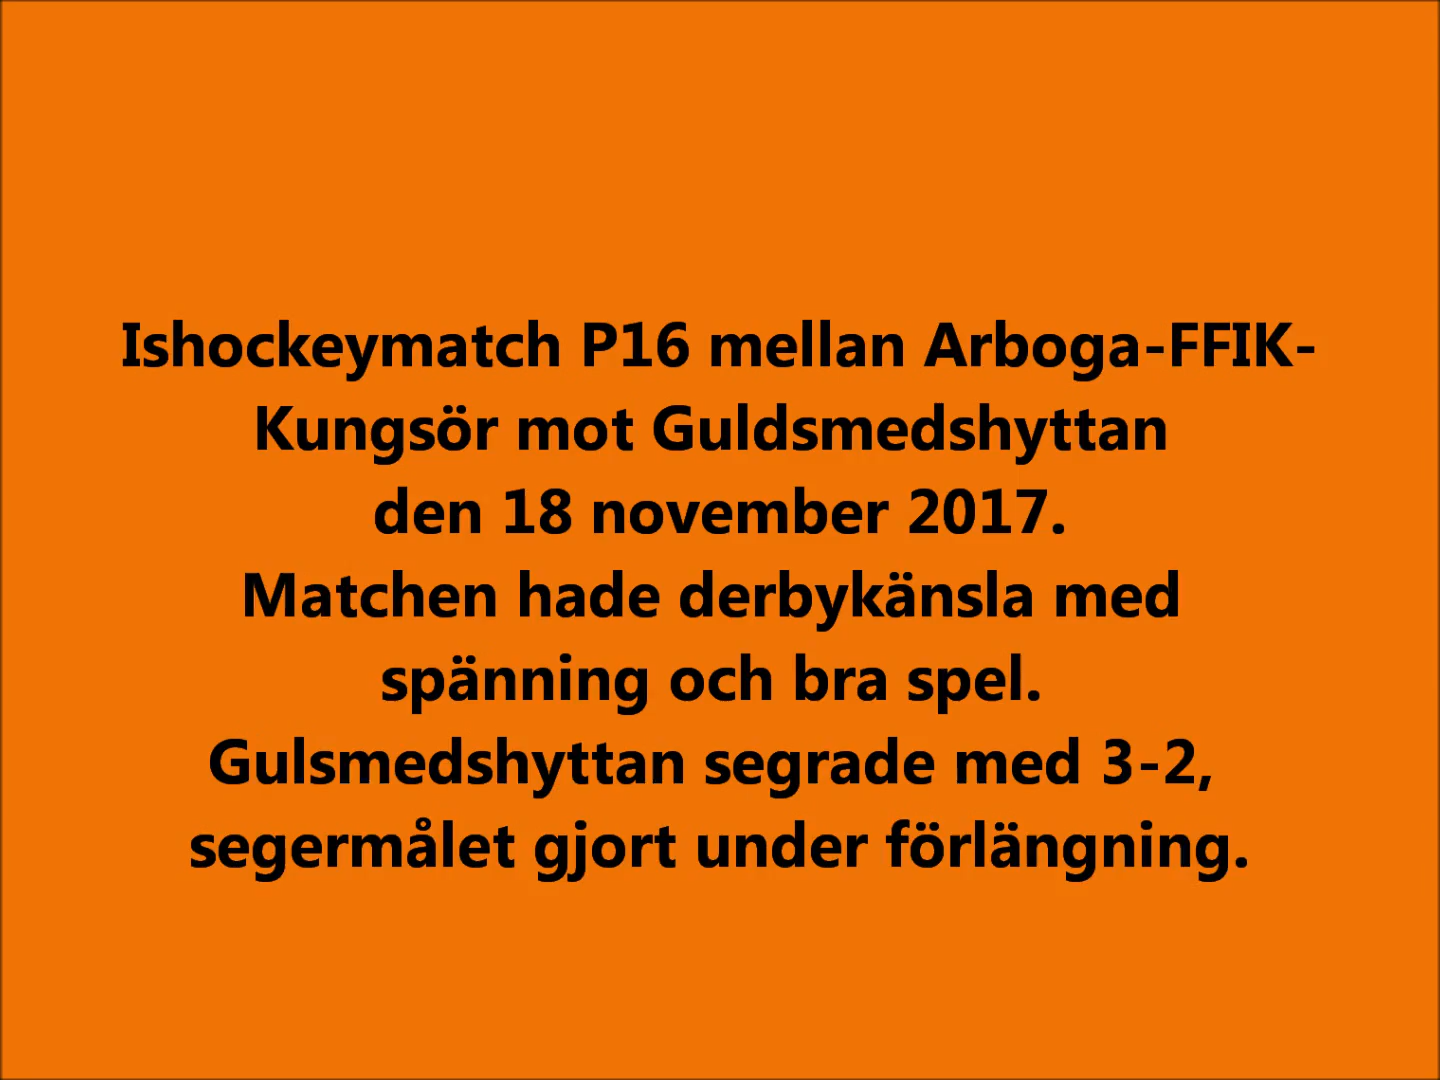 Ishockeymatch P16 mellan Arboga-FFIK-
Kungsör mot Guldsmedshyttan
den 18 november 2017.
Matchen hade derbykänsla med
spänning och bra spel.
Gulsmedshyttan segrade med 3-2,
segermålet gjort under förlängning.